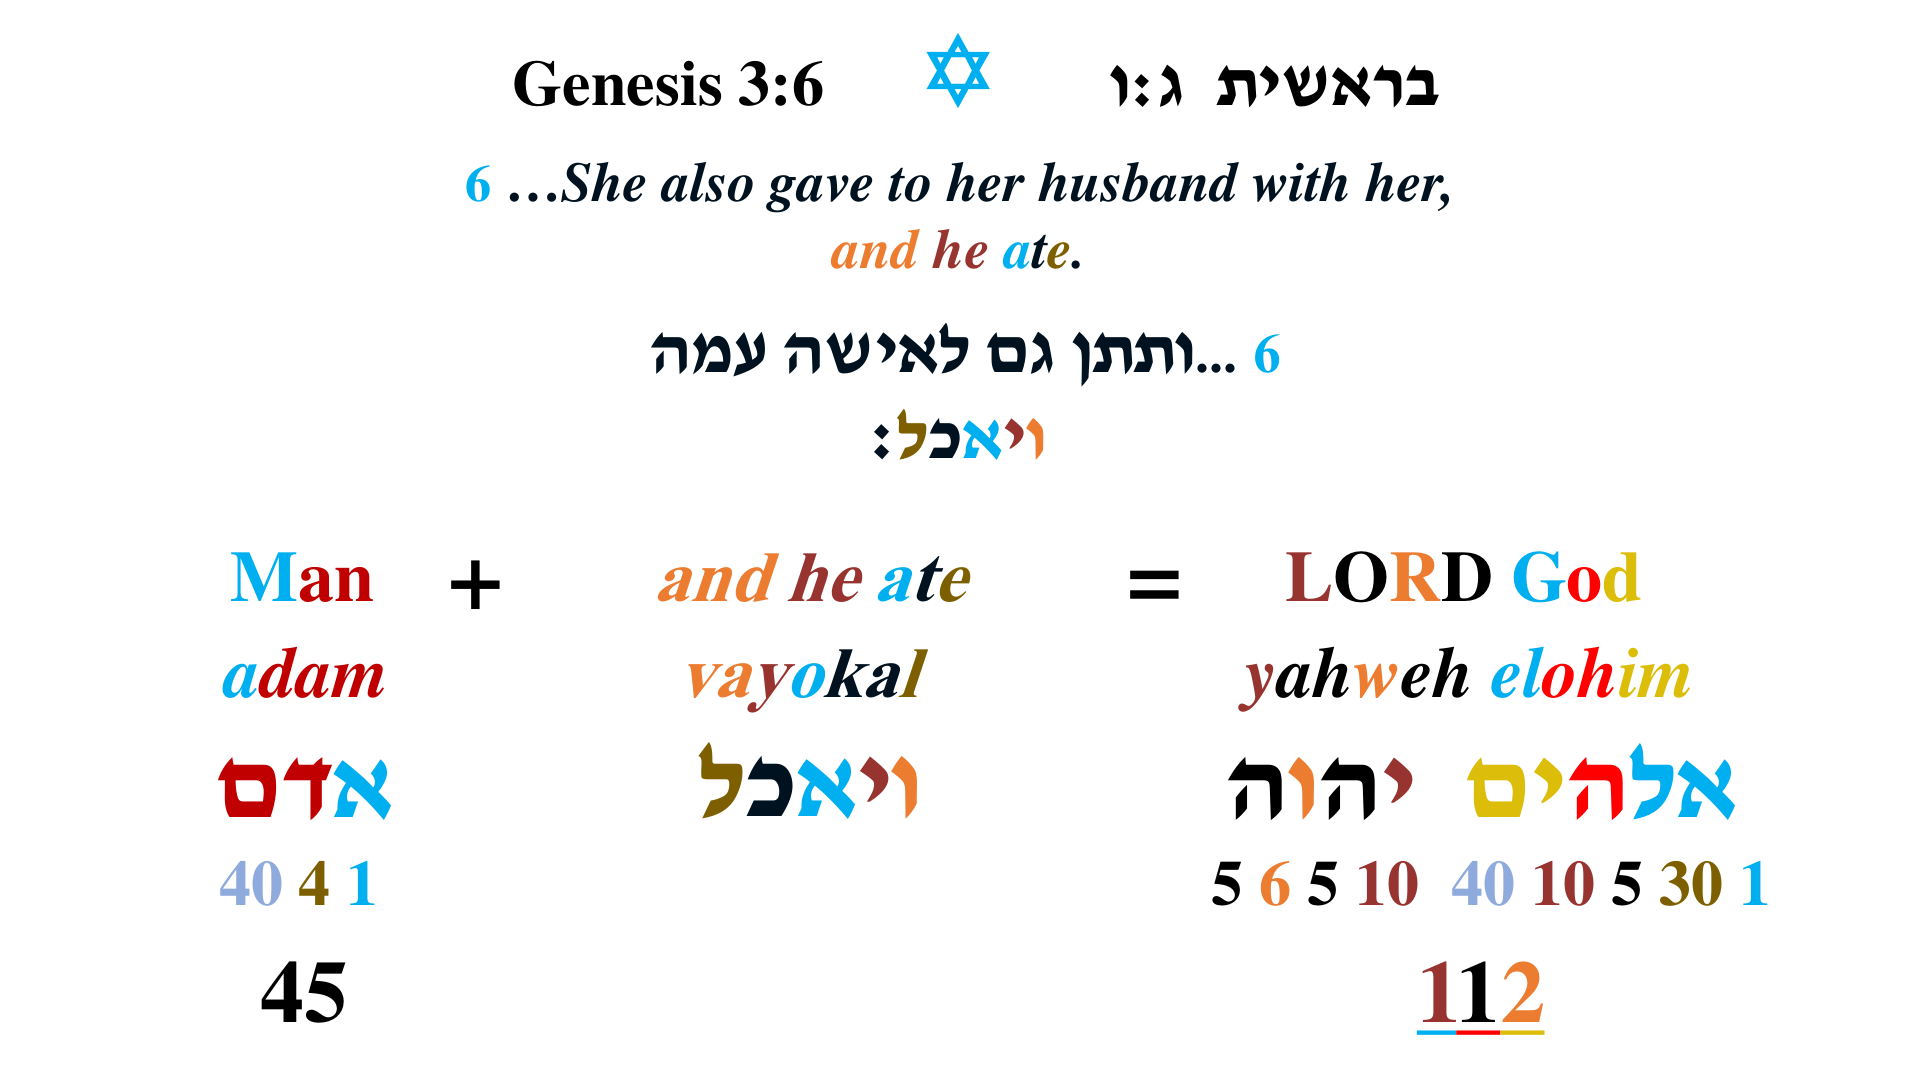 Genesis 3:6 ✡ בראשית ג:ו
6 …She also gave to her husband with her,
and he ate.
6 ...ותתן גם לאישה עמה
ויאכל:
Man + and he ate = LORD God
adam vayokal yahweh elohim
אדם ויאכל יהוה אלהים
40 4 1 5 6 5 10 40 10 5 30 1
45 112